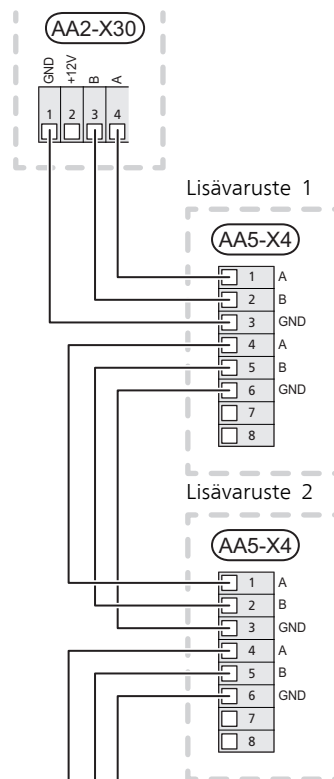 AA2-X30
GND +12V B A
1 2 3 4
Lisävaruste 1
AA5-X4
1 A
2 B
3 GND
4 A
5 B
6 GND
7
8
Lisävaruste 2
AA5-X4
1 A
2 B
3 GND
4 A
5 B
6 GND
7
8